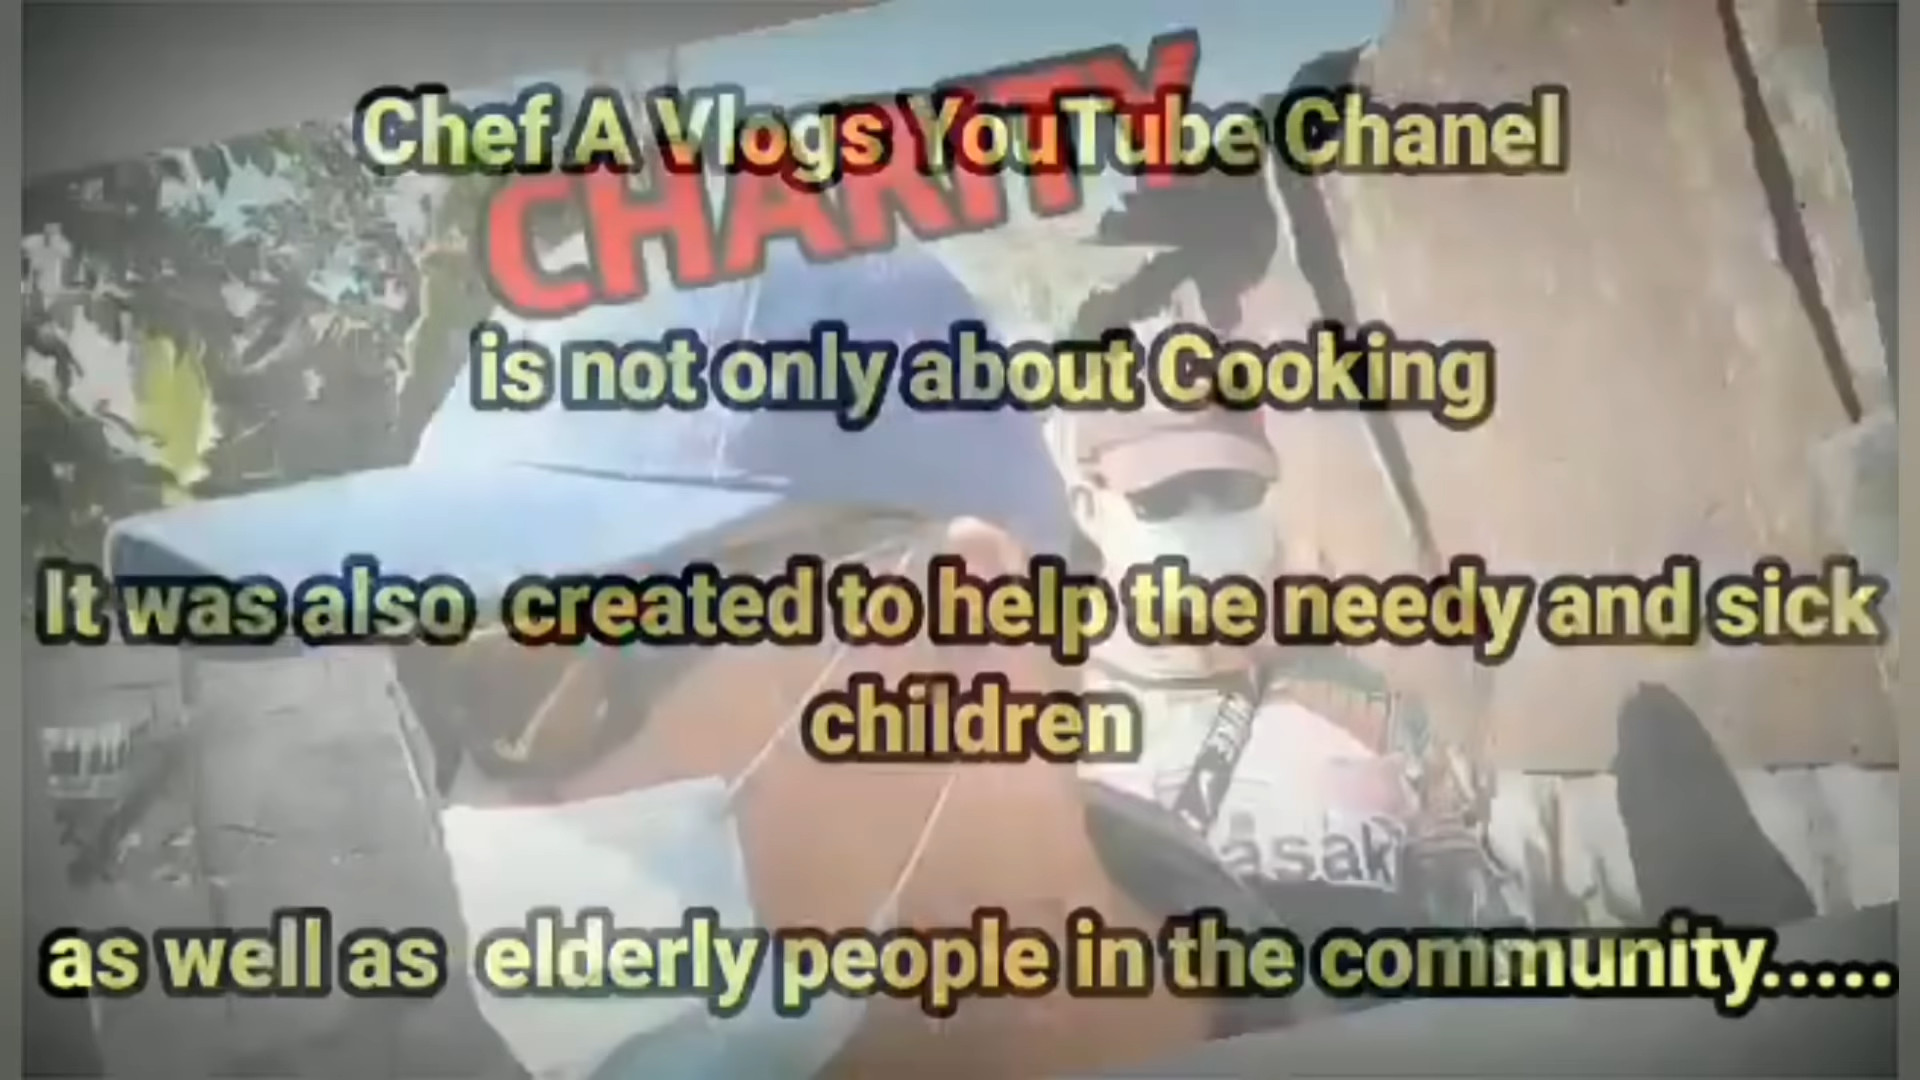 Chef A Vlogs YouTube Chanel
CHARITY
is not only about Cooking
It was also created to help the needy and sick
children
asak
as well as elderly people in the community.....